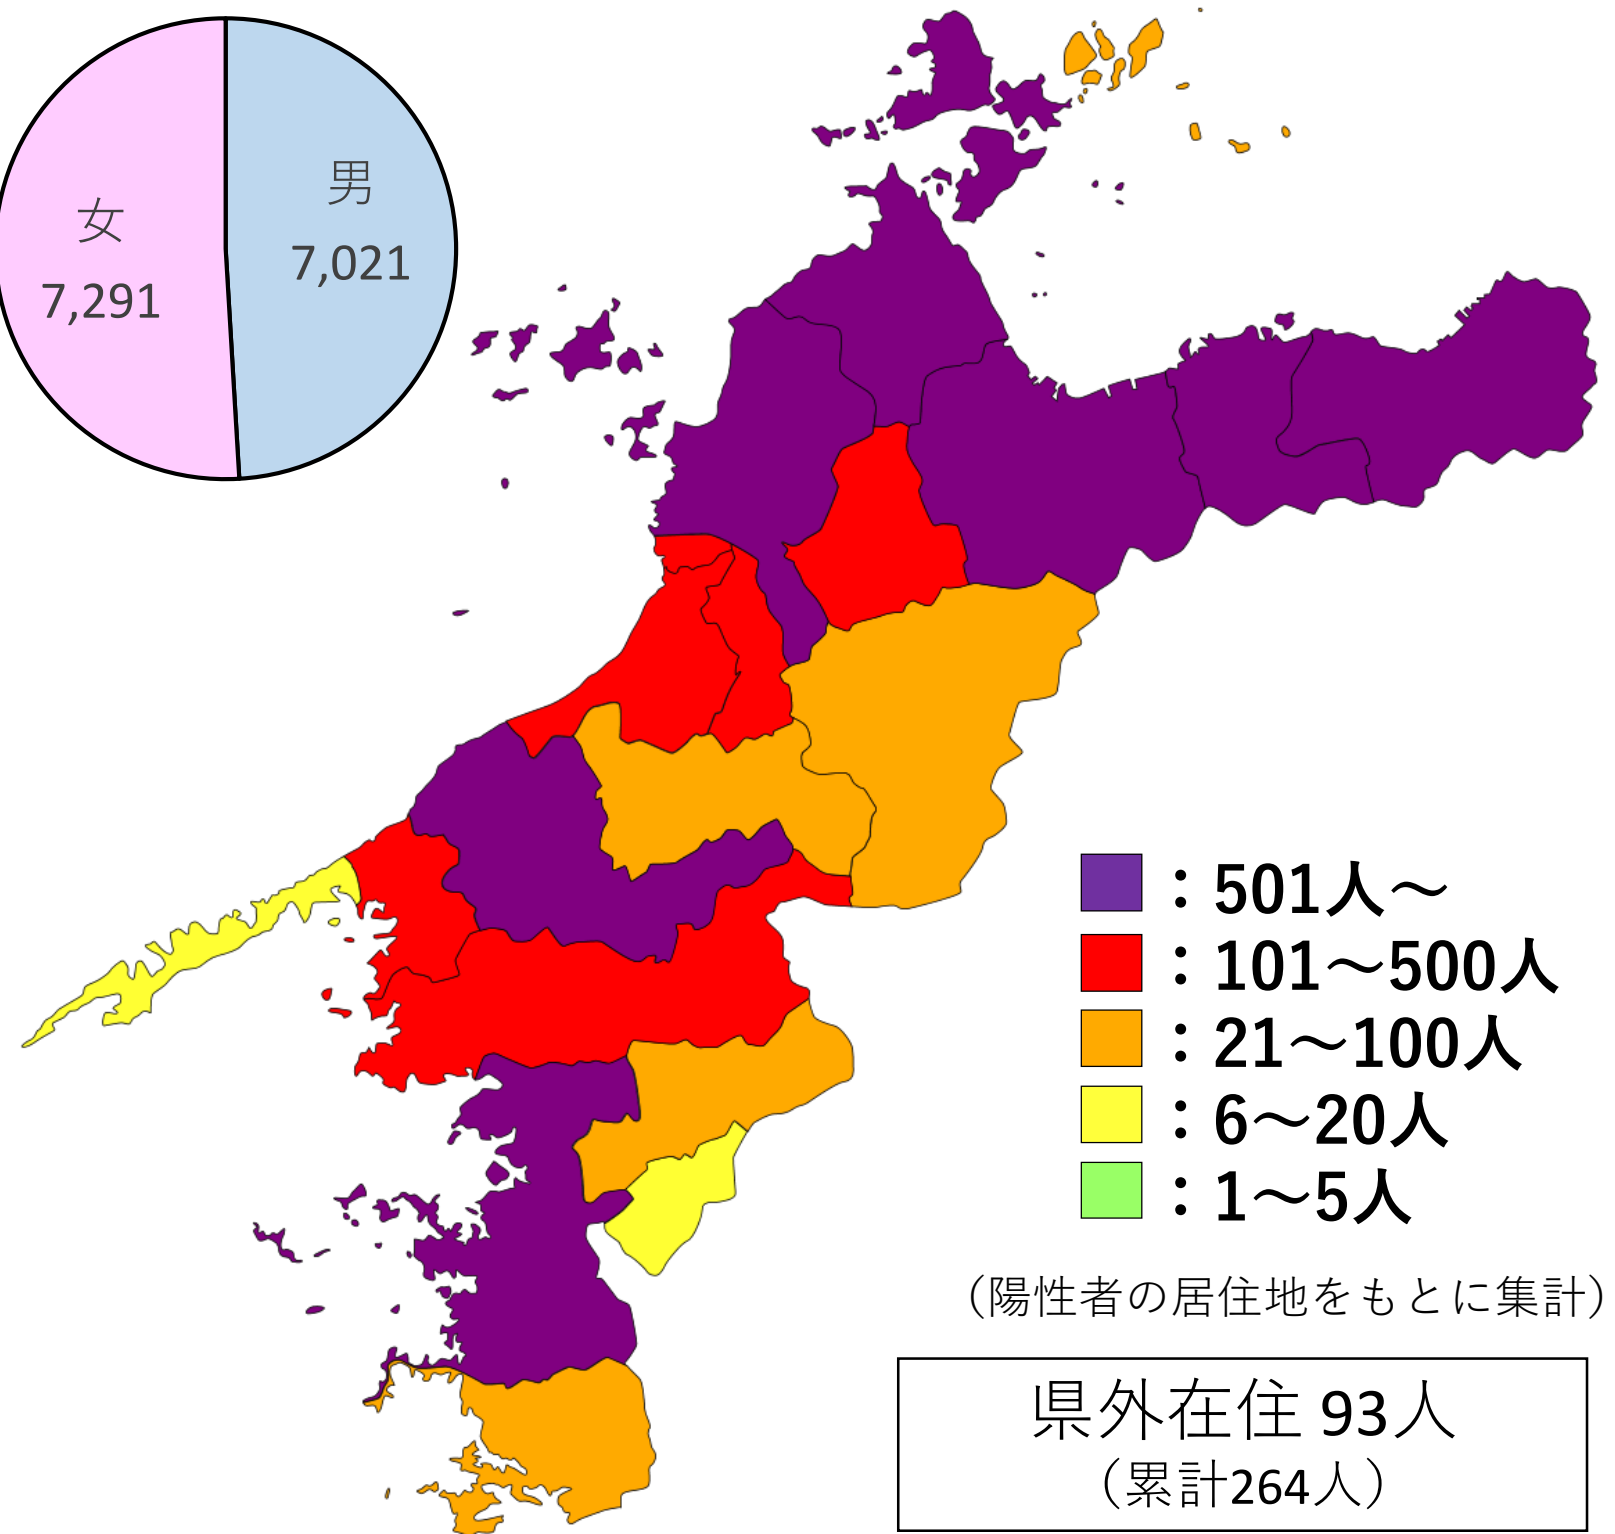 男
7,021
女
7,291
：501人～
：101～500人
：21～100人
：6～20人
：1～5人
（陽性者の居住地をもとに集計）
県外在住 93人
（累計264人）